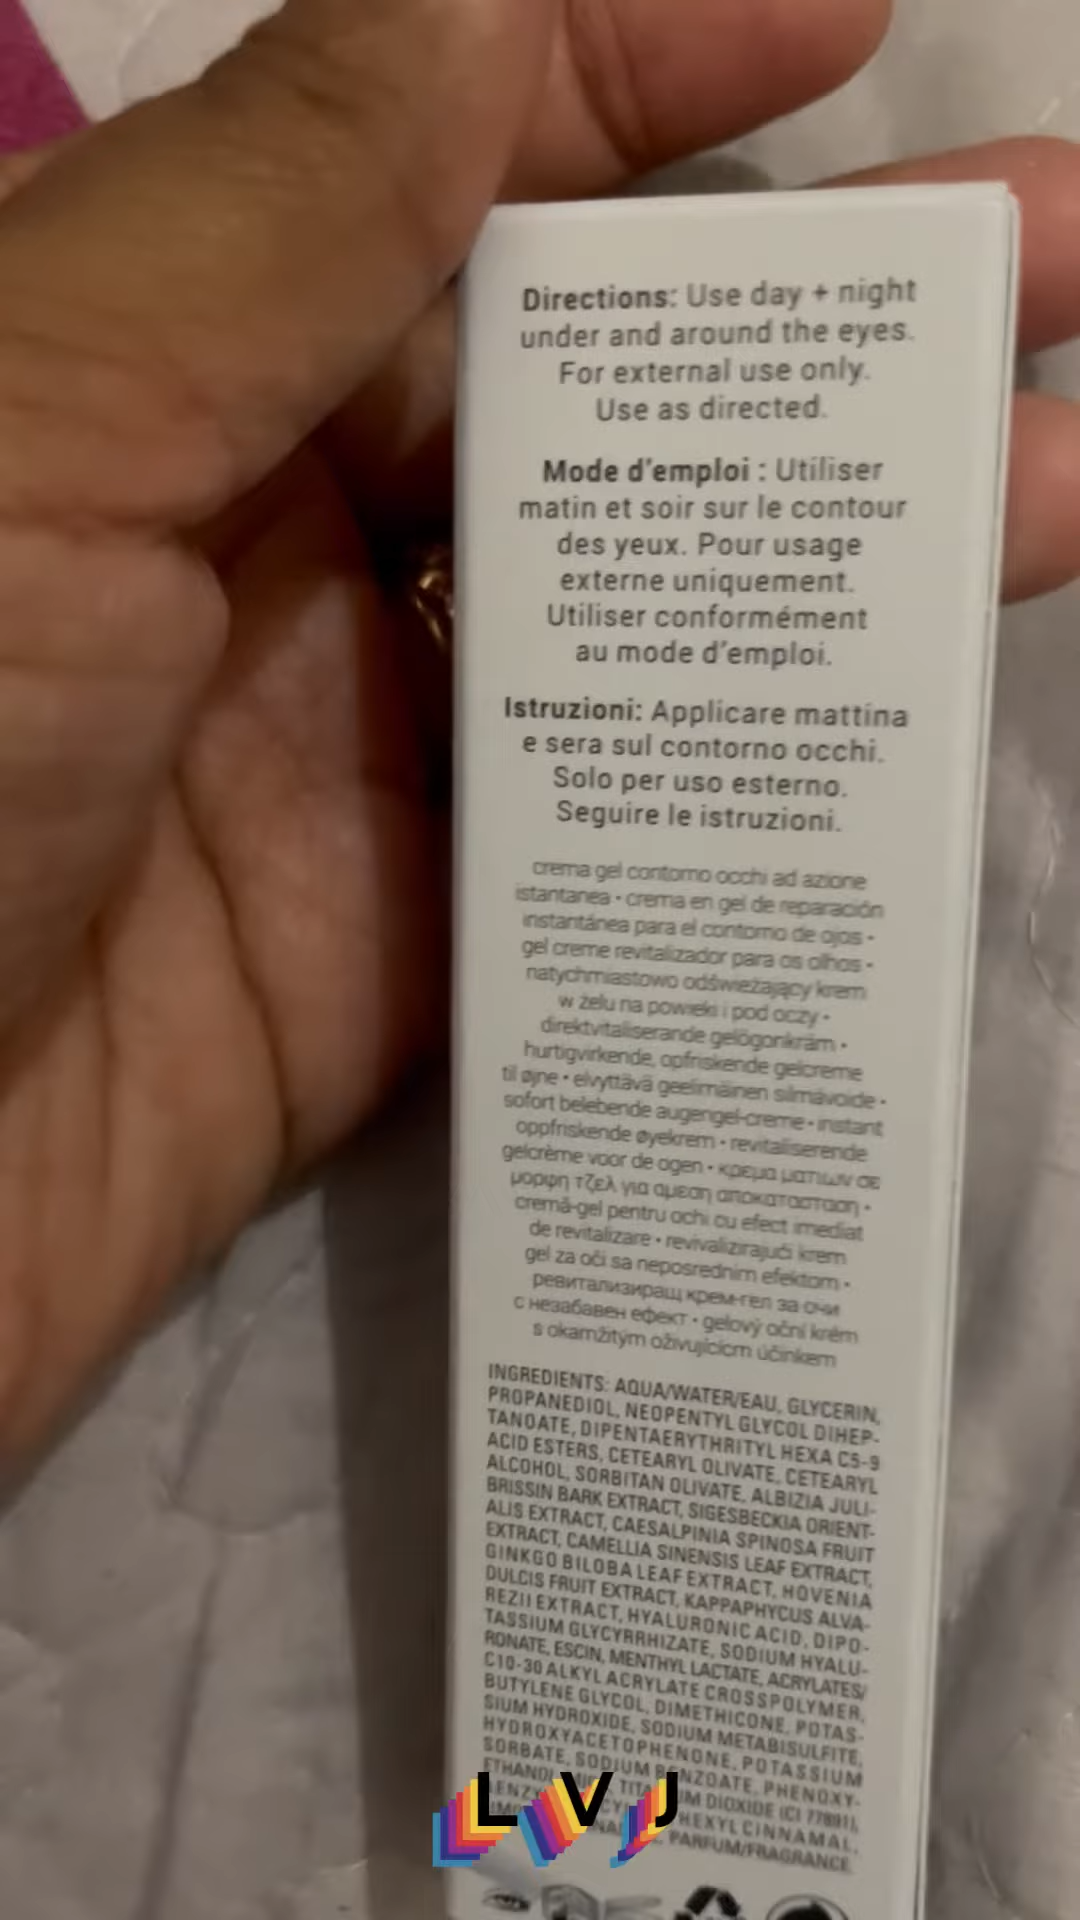 Directions: Use day + night
under and around the eyes.
For external use only.
Use as directed.
Mode d'emploi : Utiliser
matin et soir sur le contour
des yeux. Pour usage
externe uniquement.
Utiliser conformément
au mode d'emploi.
Istruzioni: Applicare mattina
e sera sul contorno occhi.
Solo per uso esterno.
Seguire le istruzioni.
crema gel contorno occhi ad azione
istantanea • crema en gel de reparación
instantánea para el contorno de ojos •
gel creme revitalizador para os olhos •
natychmiastowo odświeżający krem
w żelu na powieki i pod oczy •
direktvitaliserande gelögonkräm •
hurtigvirkende, opfriskende gelcreme
til øjne • elvyttävä geelimäinen silmävoide •
sofort belebende augengel-creme • instant
oppfriskende øyekrem • revitaliserende
gelcrème voor de ogen • κρεμα ματιων σε
μορφη τζελ για αμεση αποκατασταση •
cremă-gel pentru ochi cu efect imediat
de revitalizare • revivalizirajući krem
gel za oči sa neposrednim efektom •
ревитализиращ крем-гел за очи
с незабавен ефект • gelový oční krém
s okamžitým oživujícícm účinkem
INGREDIENTS: AQUA/WATER/EAU, GLYCERIN,
PROPANEDIOL, NEOPENTYL GLYCOL DIHEP-
TANOATE, DIPENTAERYTHRITYL HEXA C5-9
ACID ESTERS, CETEARYL OLIVATE, CETEARYL
ALCOHOL, SORBITAN OLIVATE, ALBIZIA JULI-
BRISSIN BARK EXTRACT, SIGESBECKIA ORIENT-
ALIS EXTRACT, CAESALPINIA SPINOSA FRUIT
EXTRACT, CAMELLIA SINENSIS LEAF EXTRACT,
GINKGO BILOBA LEAF EXTRACT, HOVENIA
DULCIS FRUIT EXTRACT, KAPPAPHYCUS ALVA-
REZII EXTRACT, HYALURONIC ACID, DIPO-
TASSIUM GLYCYRRHIZATE, SODIUM HYALU-
RONATE, ESCIN, MENTHYL LACTATE, ACRYLATES/
C10-30 ALKYL ACRYLATE CROSSPOLYMER,
BUTYLENE GLYCOL, DIMETHICONE, POTAS-
SIUM HYDROXIDE, SODIUM METABISULFITE,
HYDROXYACETOPHENONE, POTASSIUM
SORBATE, SODIUM BENZOATE, PHENOXY-
DIOXIDE (CI 77891),
HEXYL CINNAMAL,
PARFUM/FRAGRANCE
L V J